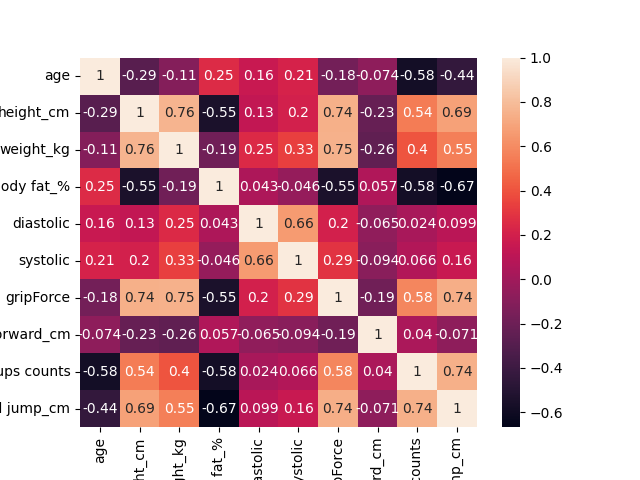 age 1 -0.29 -0.11 0.25 0.16 0.21 -0.18 -0.074 -0.58 -0.44
height_cm -0.29 1 0.76 -0.55 0.13 0.2 0.74 -0.23 0.54 0.69
weight_kg -0.11 0.76 1 -0.19 0.25 0.33 0.75 -0.26 0.4 0.55
ody fat_% 0.25 -0.55 -0.19 1 0.043 -0.046 -0.55 0.057 -0.58 -0.67
diastolic 0.16 0.13 0.25 0.043 1 0.66 0.2 -0.065 0.024 0.099
systolic 0.21 0.2 0.33 -0.046 0.66 1 0.29 -0.094 0.066 0.16
gripForce -0.18 0.74 0.75 -0.55 0.2 0.29 1 -0.19 0.58 0.74
orward_cm -0.074 -0.23 -0.26 0.057 -0.065 -0.094 -0.19 1 0.04 -0.071
ups counts -0.58 0.54 0.4 -0.58 0.024 0.066 0.58 0.04 1 0.74
d jump_cm -0.44 0.69 0.55 -0.67 0.099 0.16 0.74 -0.071 0.74 1
age
ht_cm
ght_kg
fat_%
astolic
ystolic
pForce
rd_cm
counts
mp_cm
1.0
0.8
0.6
0.4
0.2
0.0
−0.2
−0.4
−0.6